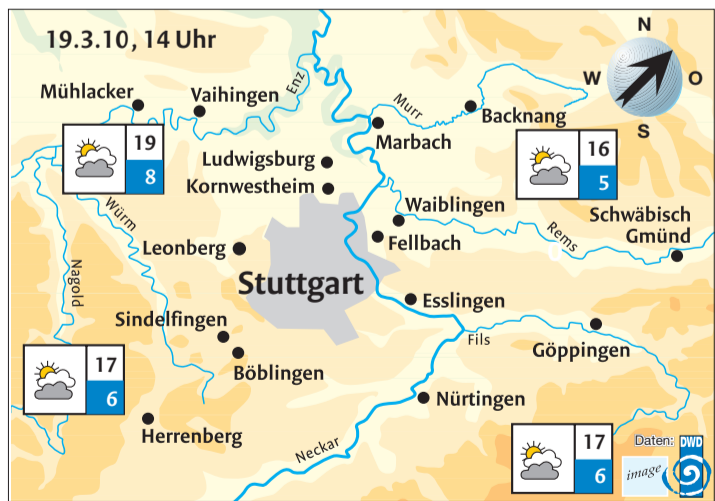 19.3.10, 14 Uhr
N
W
O
S
Mühlacker
Vaihingen
Enz
Murr
Backnang
Marbach
19
8
16
5
Ludwigsburg
Kornwestheim
Würm
Waiblingen
Schwäbisch
Gmünd
Rems
Fellbach
Leonberg
Nagold
Stuttgart
Esslingen
Sindelfingen
Fils
Göppingen
17
6
Böblingen
Nürtingen
Herrenberg
Neckar
17
6
Daten: DWD
image